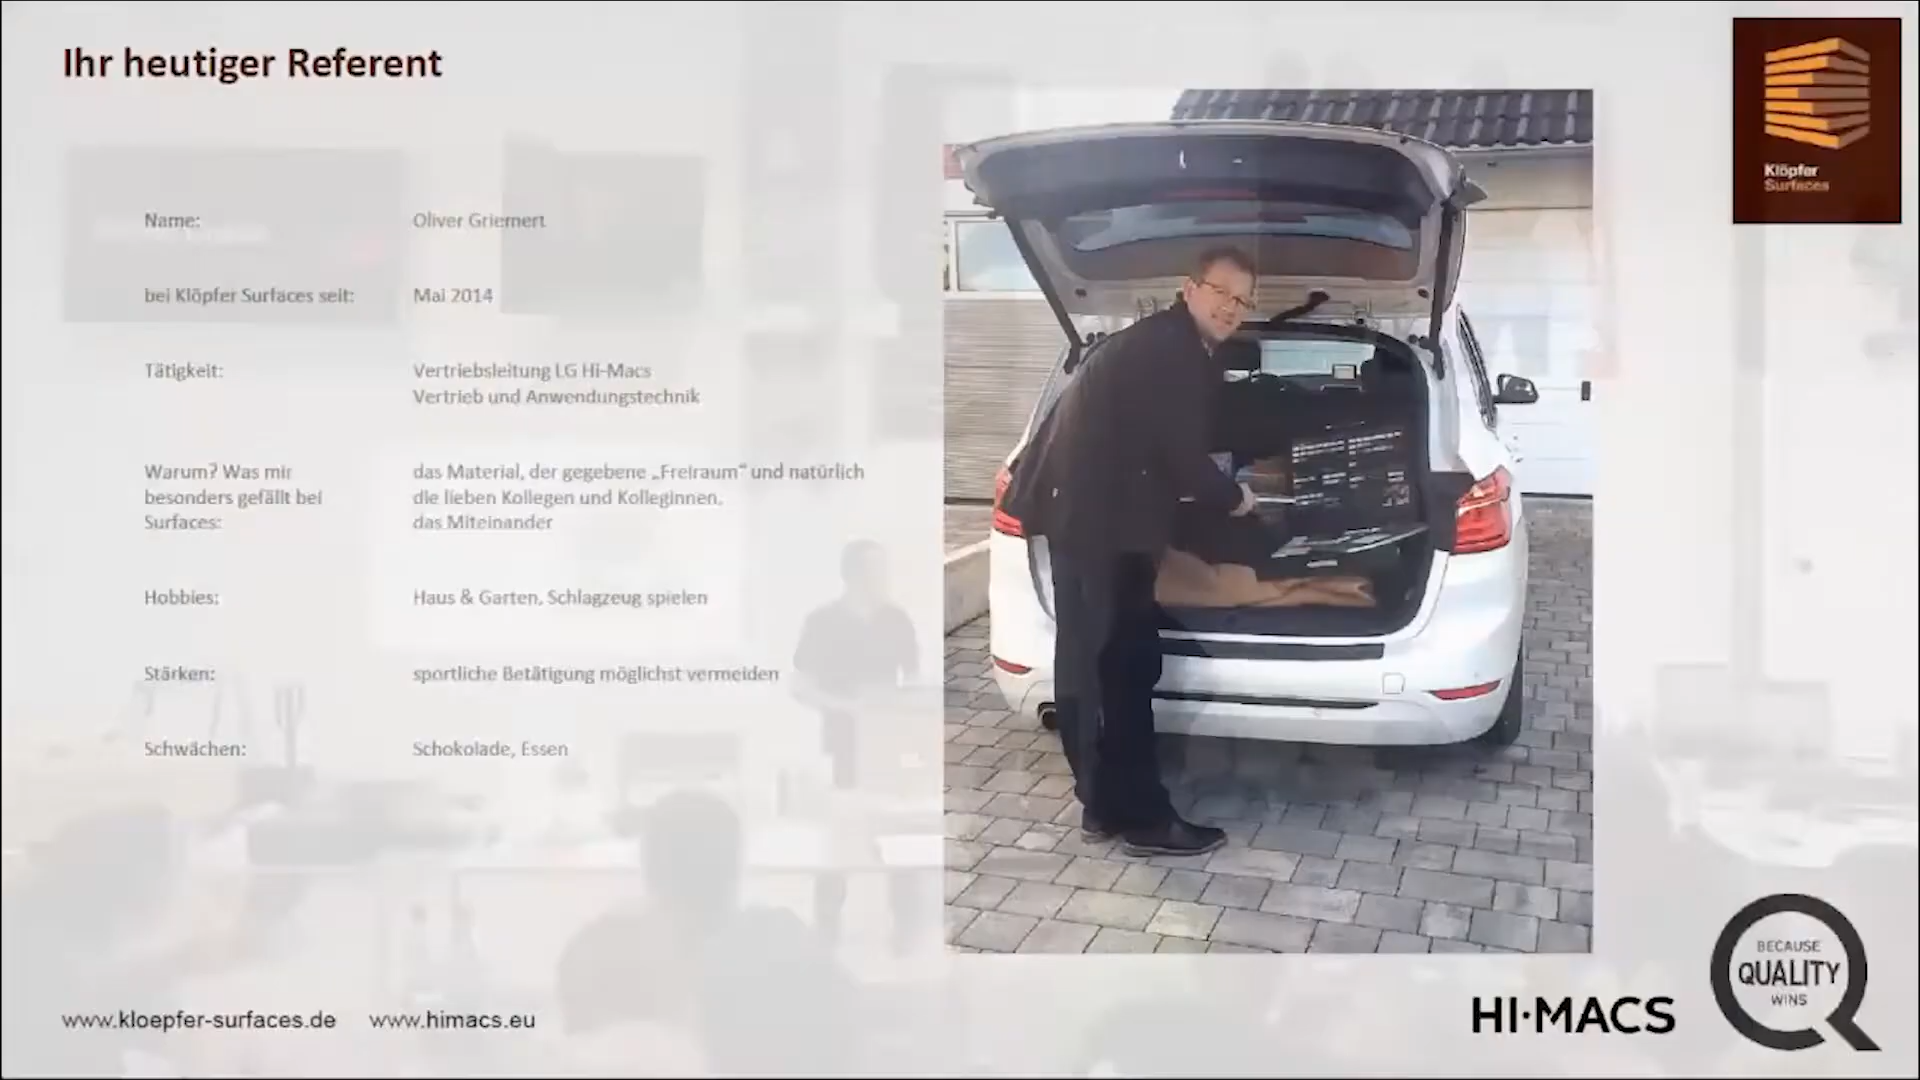 Ihr heutiger Referent
Klöpfer
Surfaces
Name: Oliver Griemert
bei Klöpfer Surfaces seit: Mai 2014
Tätigkeit: Vertriebsleitung LG Hi-Macs
Vertrieb und Anwendungstechnik
Warum? Was mir das Material, der gegebene „Freiraum“ und natürlich
besonders gefällt bei die lieben Kollegen und Kolleginnen,
Surfaces: das Miteinander
Hobbies: Haus & Garten, Schlagzeug spielen
Stärken: sportliche Betätigung möglichst vermeiden
Schwächen: Schokolade, Essen
BECAUSE
QUALITY
WINS
www.kloepfer-surfaces.de www.himacs.eu
HI·MACS